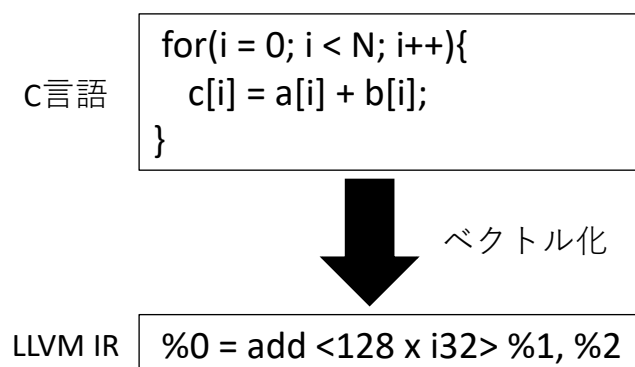 for(i = 0; i < N; i++){
C言語
c[i] = a[i] + b[i];
}
ベクトル化
LLVM IR
%0 = add <128 x i32> %1, %2